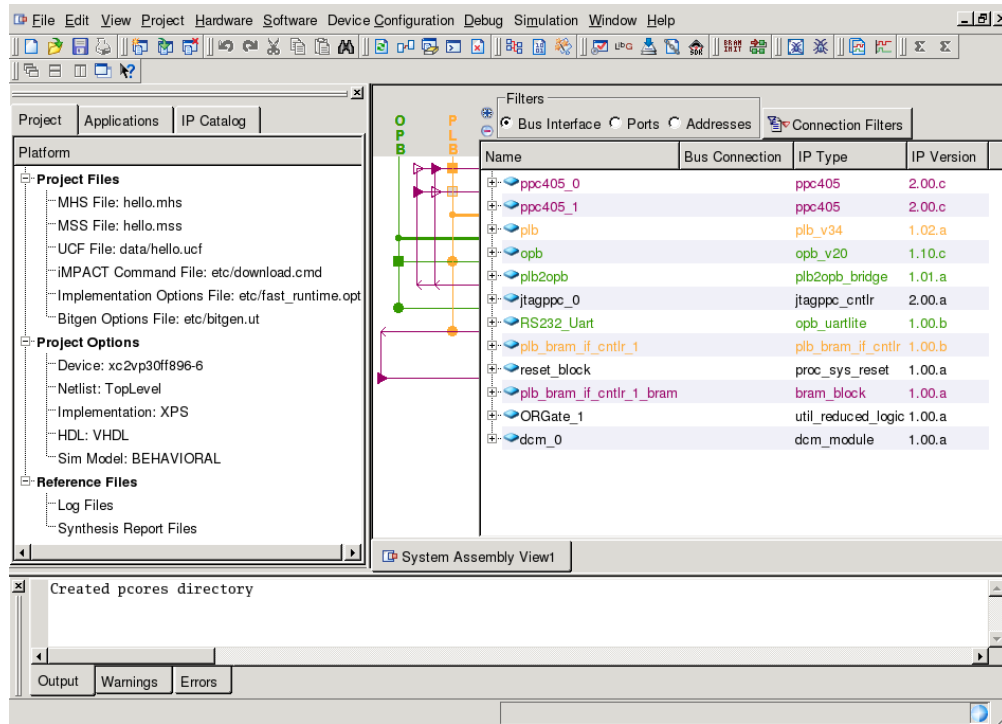 File Edit View Project Hardware Software Device Configuration Debug Simulation Window Help
Project Applications IP Catalog
Platform
Project Files
MHS File: hello.mhs
MSS File: hello.mss
UCF File: data/hello.ucf
iMPACT Command File: etc/download.cmd
Implementation Options File: etc/fast_runtime.opt
Bitgen Options File: etc/bitgen.ut
Project Options
Device: xc2vp30ff896-6
Netlist: TopLevel
Implementation: XPS
HDL: VHDL
Sim Model: BEHAVIORAL
Reference Files
Log Files
Synthesis Report Files
OPB
PLB
Filters
Bus Interface Ports Addresses Connection Filters
Name Bus Connection IP Type IP Version
ppc405_0 ppc405 2.00.c
ppc405_1 ppc405 2.00.c
plb plb_v34 1.02.a
opb opb_v20 1.10.c
plb2opb plb2opb_bridge 1.01.a
jtagppc_0 jtagppc_cntlr 2.00.a
RS232_Uart opb_uartlite 1.00.b
plb_bram_if_cntlr_1 plb_bram_if_cntlr 1.00.b
reset_block proc_sys_reset 1.00.a
plb_bram_if_cntlr_1_bram bram_block 1.00.a
ORGate_1 util_reduced_logic 1.00.a
dcm_0 dcm_module 1.00.a
System Assembly View1
Created pcores directory
Output Warnings Errors